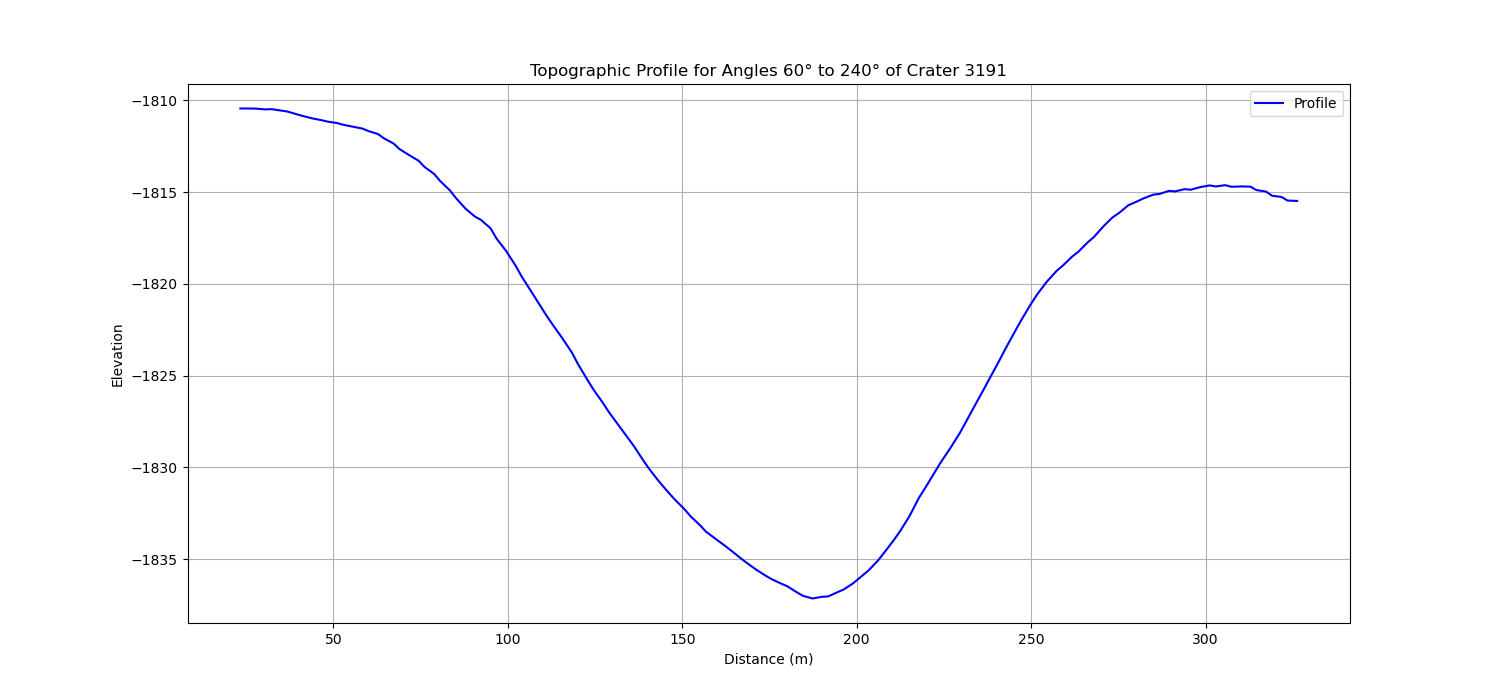 Topographic Profile for Angles 60° to 240° of Crater 3191
Profile
Elevation
−1810
−1815
−1820
−1825
−1830
−1835
50 100 150 200 250 300
Distance (m)